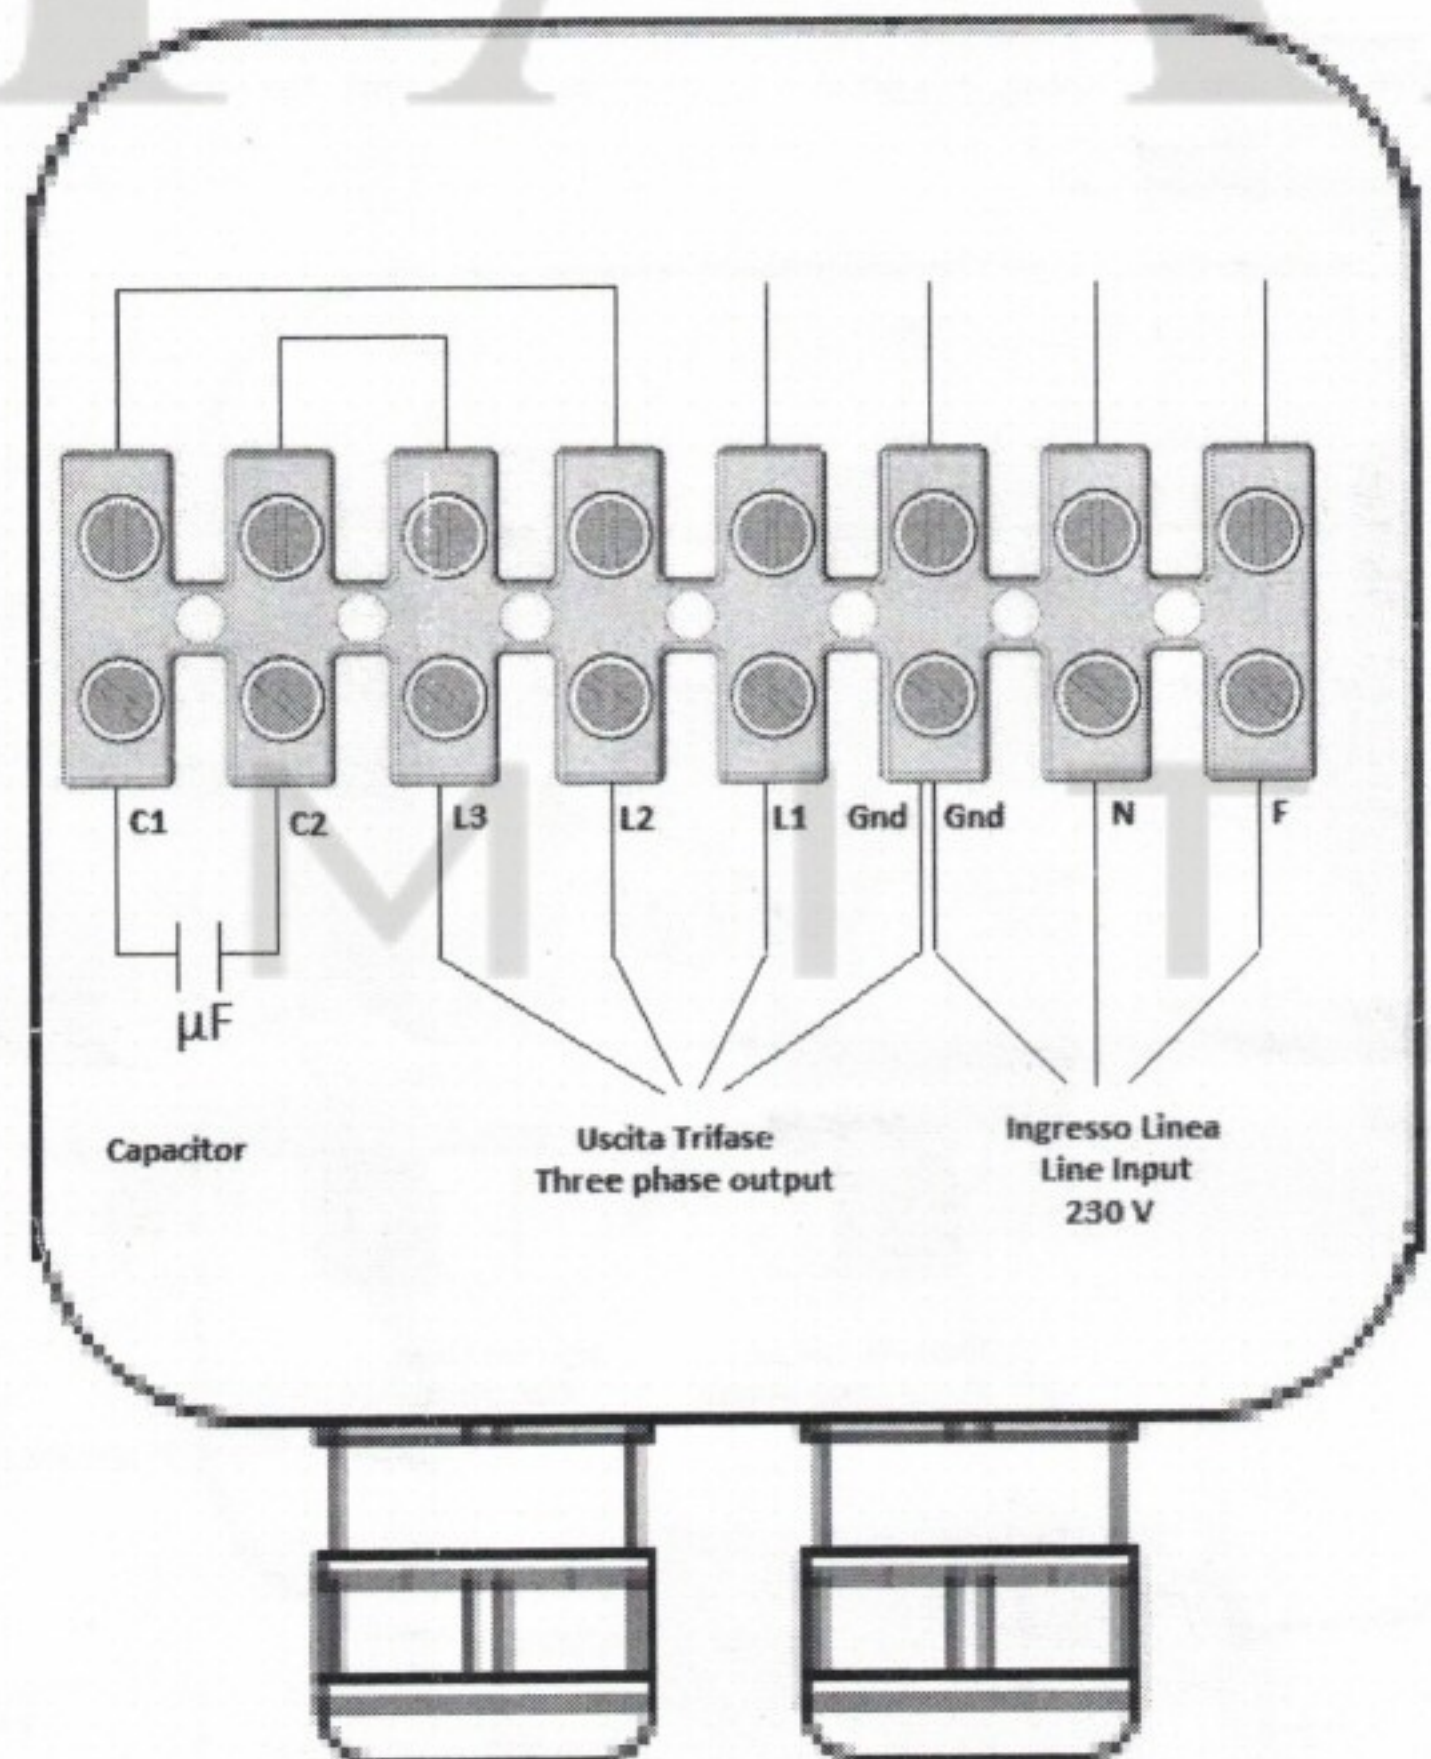 C1 C2 L3 L2 L1 Gnd Gnd N F
µF
Capacitor
Uscita Trifase
Three phase output
Ingresso Linea
Line Input
230 V
M I T